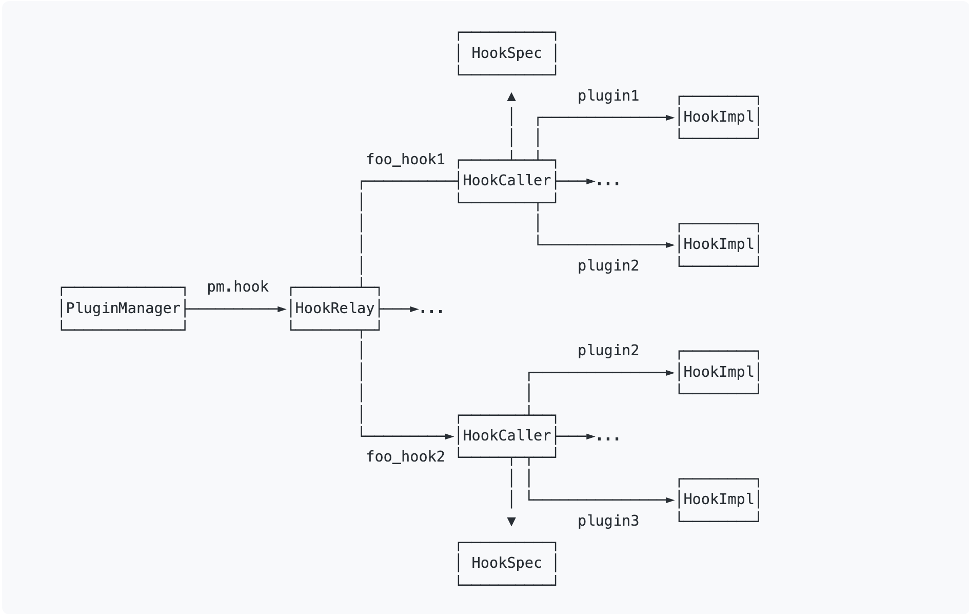 HookSpec
plugin1
HookImpl
foo_hook1
HookCaller
...
HookImpl
plugin2
pm.hook
PluginManager
HookRelay
...
plugin2
HookImpl
HookCaller
...
foo_hook2
HookImpl
plugin3
HookSpec